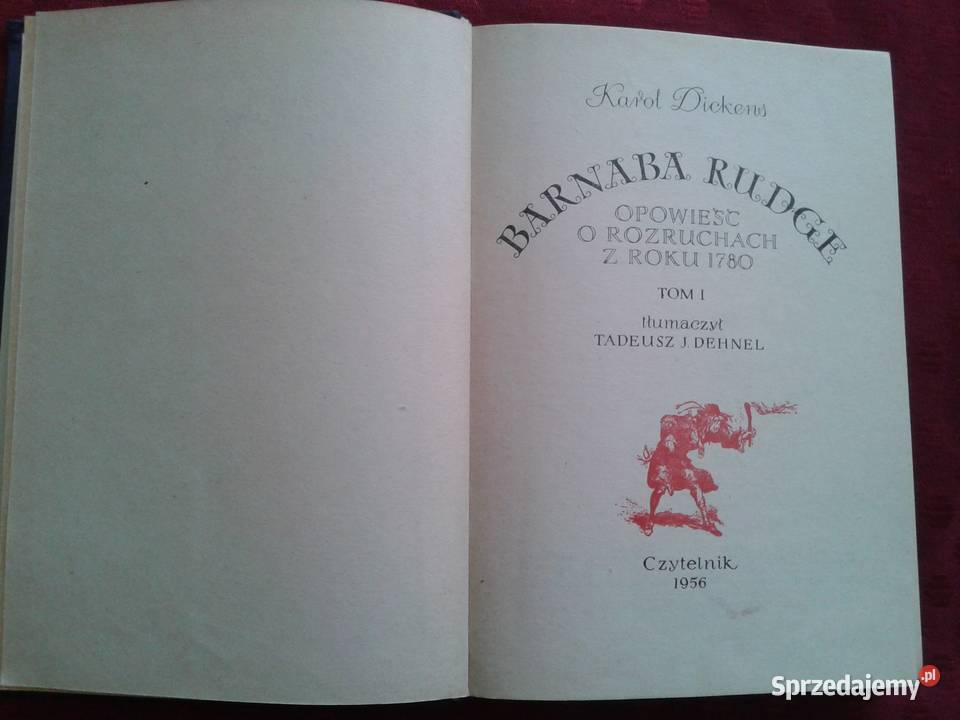 Karol Dickens
BARNABA RUDGE
OPOWIEŚĆ
O ROZRUCHACH
Z ROKU 1780
TOM I
tłumaczył
TADEUSZ J. DEHNEL
Czytelnik
1956
Sprzedajemy.pl